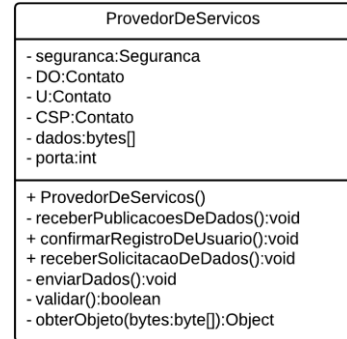 ProvedorDeServicos
- seguranca:Seguranca
- DO:Contato
- U:Contato
- CSP:Contato
- dados:bytes[]
- porta:int
+ ProvedorDeServicos()
- receberPublicacoesDeDados():void
+ confirmarRegistroDeUsuario():void
+ receberSolicitacaoDeDados():void
- enviarDados():void
- validar():boolean
- obterObjeto(bytes:byte[]):Object